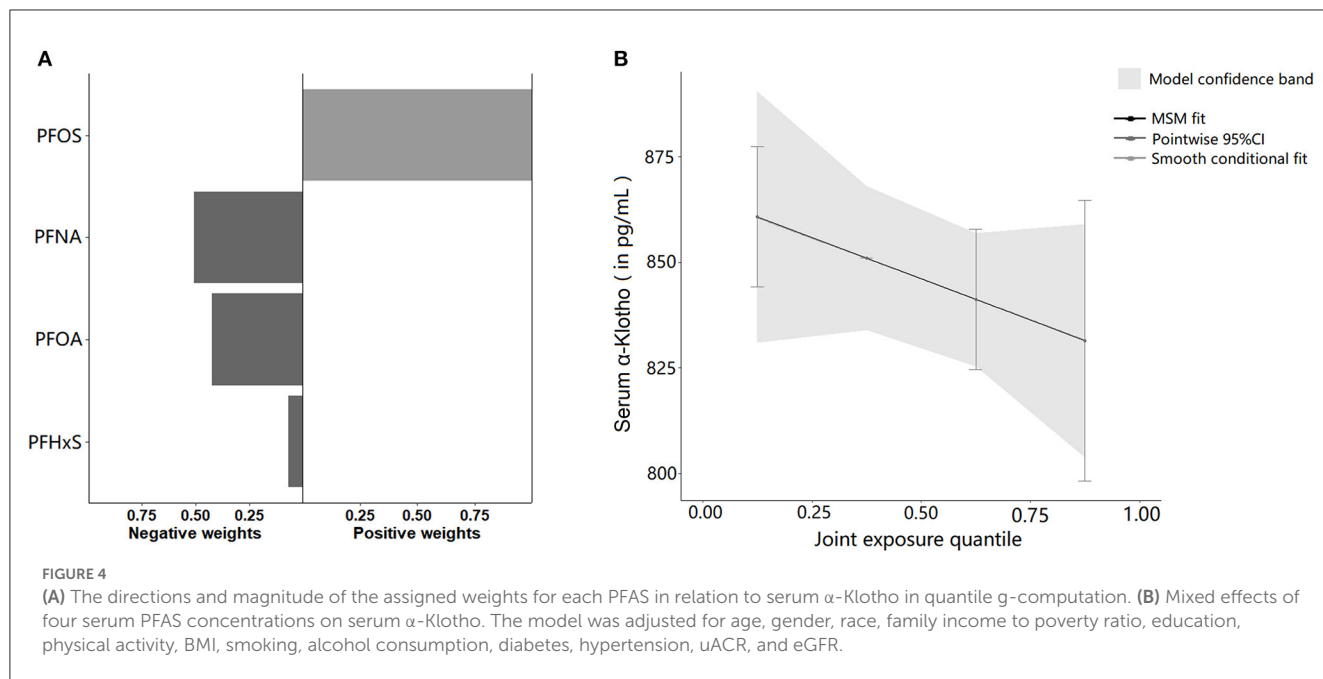 A
PFOS
PFNA
PFOA
PFHxS
0.75 0.50 0.25 0.25 0.50 0.75
Negative weights Positive weights
B
Serum α-Klotho ( in pg/mL )
875
850
825
800
0.00 0.25 0.50 0.75 1.00
Joint exposure quantile
Model confidence band
MSM fit
Pointwise 95%CI
Smooth conditional fit
FIGURE 4
(A) The directions and magnitude of the assigned weights for each PFAS in relation to serum α-Klotho in quantile g-computation. (B) Mixed effects of
four serum PFAS concentrations on serum α-Klotho. The model was adjusted for age, gender, race, family income to poverty ratio, education,
physical activity, BMI, smoking, alcohol consumption, diabetes, hypertension, uACR, and eGFR.